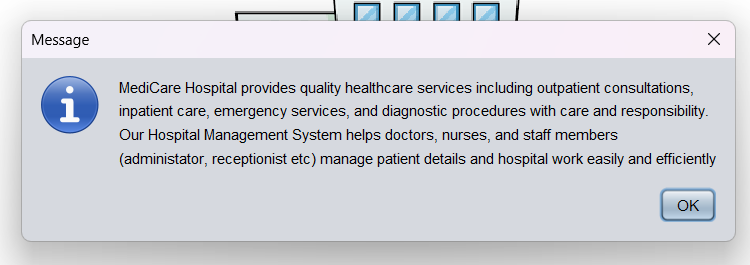 Message
MediCare Hospital provides quality healthcare services including outpatient consultations,
inpatient care, emergency services, and diagnostic procedures with care and responsibility.
Our Hospital Management System helps doctors, nurses, and staff members
(administator, receptionist etc) manage patient details and hospital work easily and efficiently
OK